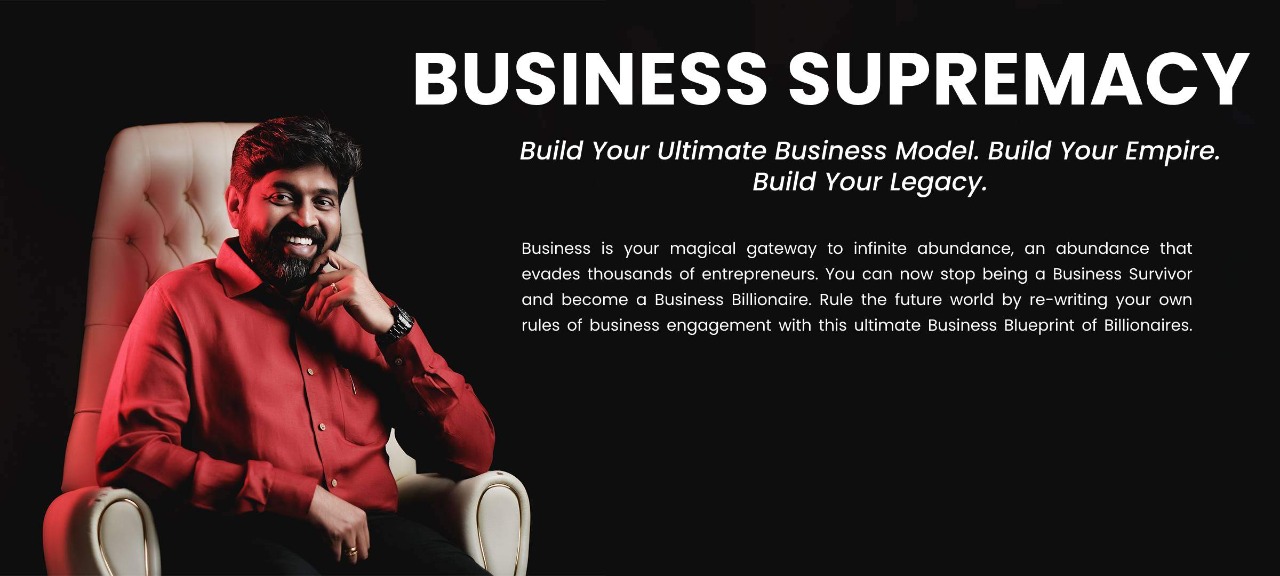 BUSINESS SUPREMACY
Build Your Ultimate Business Model. Build Your Empire.
Build Your Legacy.
Business is your magical gateway to infinite abundance, an abundance that
evades thousands of entrepreneurs. You can now stop being a Business Survivor
and become a Business Billionaire. Rule the future world by re-writing your own
rules of business engagement with this ultimate Business Blueprint of Billionaires.